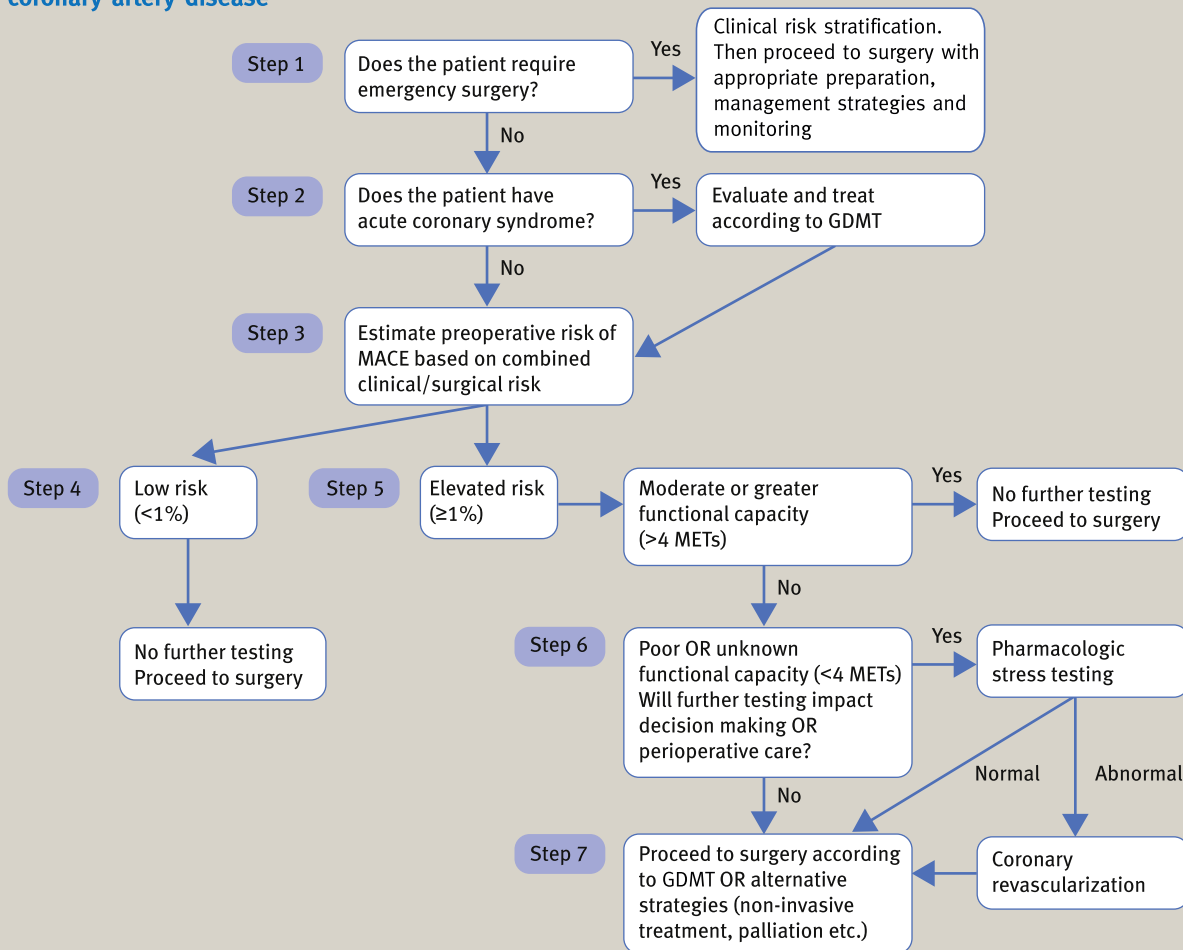 coronary artery disease
Step 1
Does the patient require
emergency surgery?
Yes
Clinical risk stratification.
Then proceed to surgery with
appropriate preparation,
management strategies and
monitoring
No
Step 2
Does the patient have
acute coronary syndrome?
Yes
Evaluate and treat
according to GDMT
No
Step 3
Estimate preoperative risk of
MACE based on combined
clinical/surgical risk
Step 4
Low risk
(<1%)
No further testing
Proceed to surgery
Step 5
Elevated risk
(≥1%)
Moderate or greater
functional capacity
(>4 METs)
Yes
No further testing
Proceed to surgery
No
Step 6
Poor OR unknown
functional capacity (<4 METs)
Will further testing impact
decision making OR
perioperative care?
Yes
Pharmacologic
stress testing
Normal
Abnormal
No
Step 7
Proceed to surgery according
to GDMT OR alternative
strategies (non-invasive
treatment, palliation etc.)
Coronary
revascularization